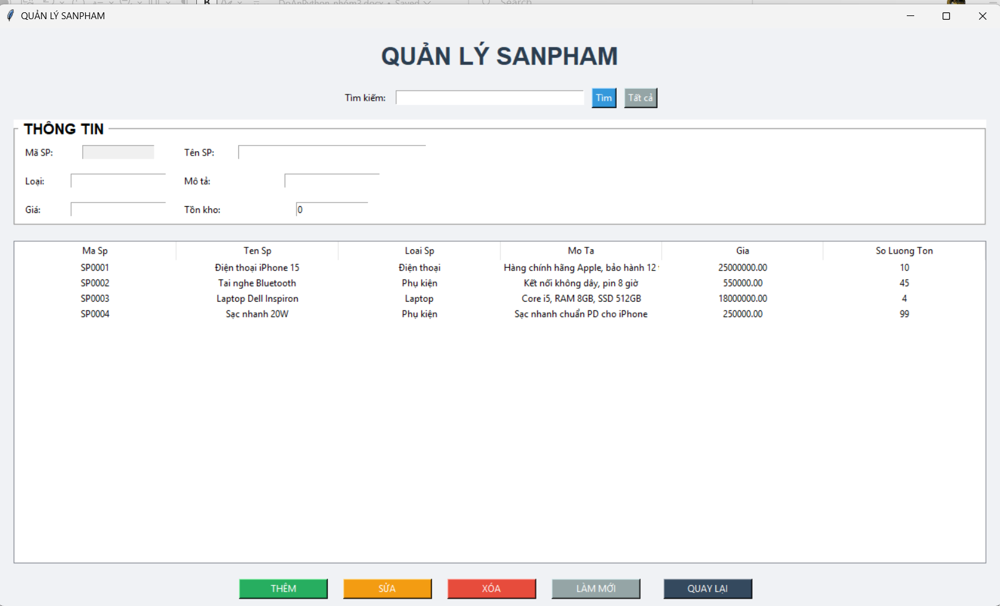 DoAnPython_nhóm3.docx • Saved
Search
QUẢN LÝ SANPHAM
QUẢN LÝ SANPHAM
Tìm kiếm: Tìm Tất cả
THÔNG TIN
Mã SP: Tên SP:
Loại: Mô tả:
Giá: Tồn kho: 0
Ma Sp Ten Sp Loai Sp Mo Ta Gia So Luong Ton
SP0001 Điện thoại iPhone 15 Điện thoại Hàng chính hãng Apple, bảo hành 12 25000000.00 10
SP0002 Tai nghe Bluetooth Phụ kiện Kết nối không dây, pin 8 giờ 550000.00 45
SP0003 Laptop Dell Inspiron Laptop Core i5, RAM 8GB, SSD 512GB 18000000.00 4
SP0004 Sạc nhanh 20W Phụ kiện Sạc nhanh chuẩn PD cho iPhone 250000.00 99
THÊM SỬA XÓA LÀM MỚI QUAY LẠI